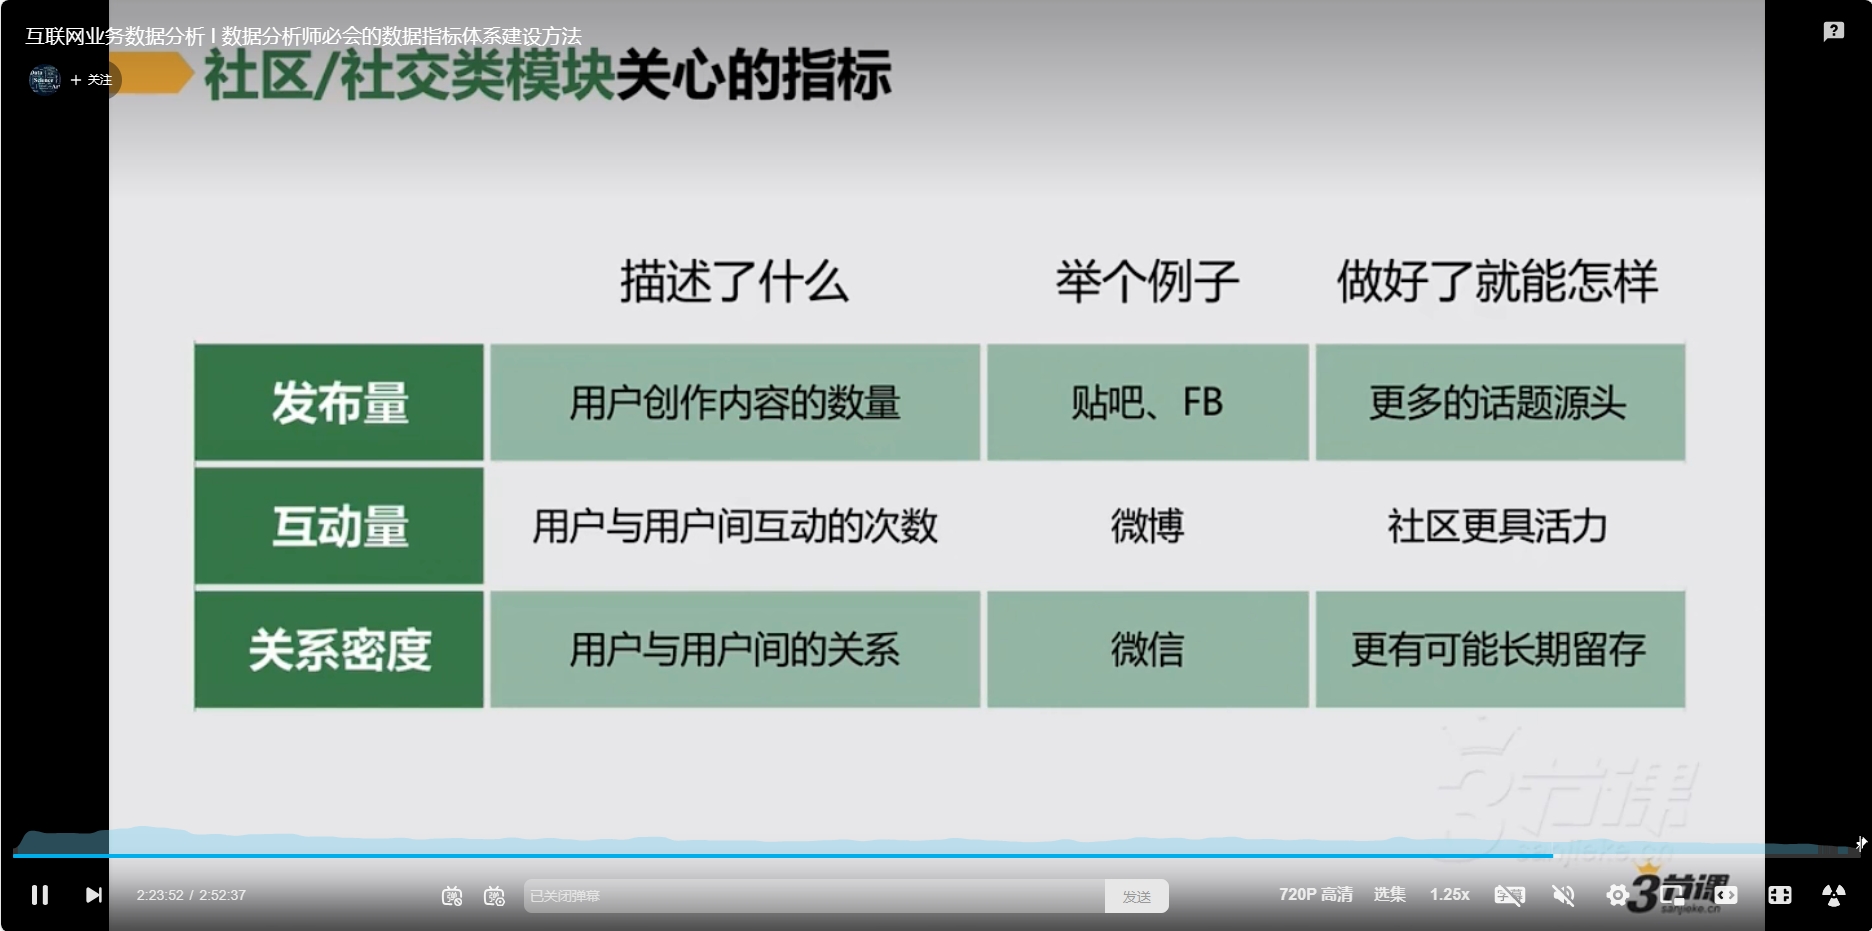 互联网业务数据分析 | 数据分析师必会的数据指标体系建设方法
+ 关注
社区/社交类模块关心的指标
描述了什么 举个例子 做好了就能怎样
发布量 用户创作内容的数量 贴吧、FB 更多的话题源头
互动量 用户与用户间互动的次数 微博 社区更具活力
关系密度 用户与用户间的关系 微信 更有可能长期留存
3节课
sanjieke.cn
2:23:52 / 2:52:37 已关闭弹幕 发送 720P 高清 选集 1.25x
3节课
sanjieke.cn